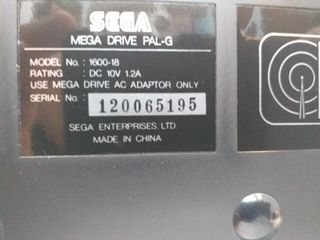 SEGA
MEGA DRIVE PAL-G
MODEL No. : 1600-18
RATING : DC 10V 1.2A
USE MEGA DRIVE AC ADAPTOR ONLY
SERIAL No. : 120065195
SEGA ENTERPRISES, LTD.
MADE IN CHINA